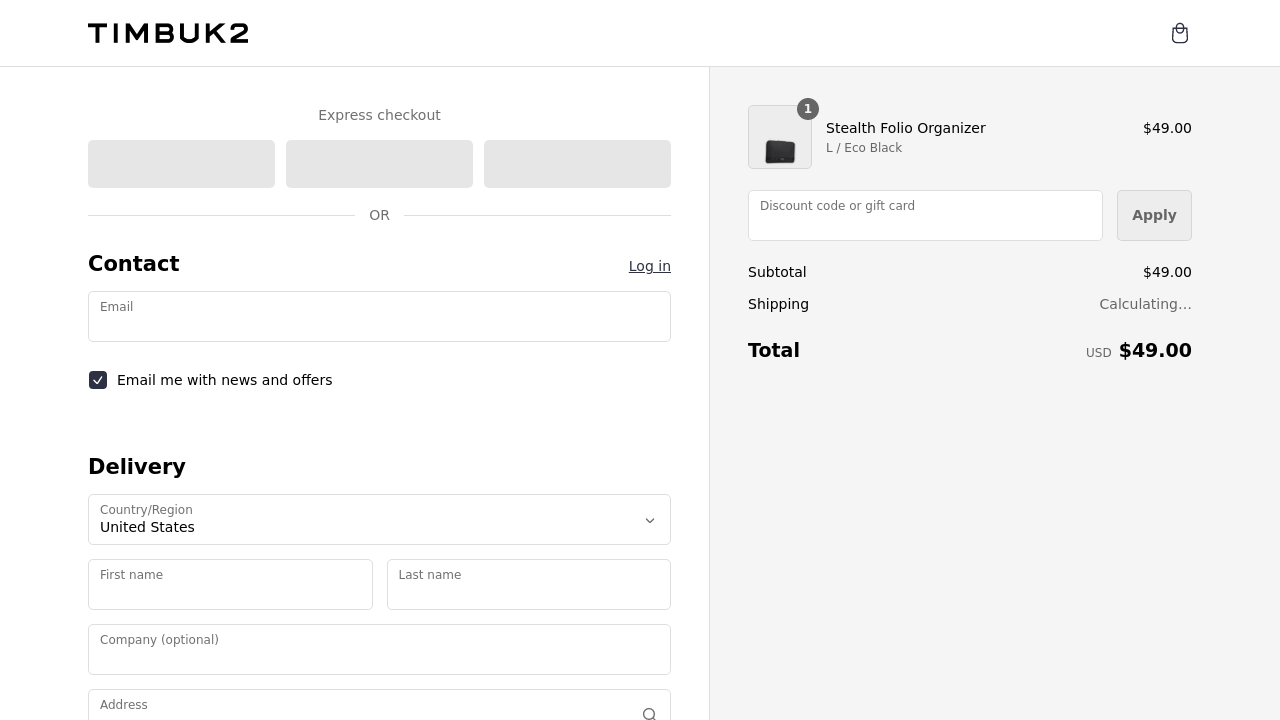 TIMBUK2
Express checkout
OR
Contact
Log in
Email
Email me with news and offers
Delivery
Country/Region
United States
First name
Last name
Company (optional)
Address
1
Stealth Folio Organizer
$49.00
L / Eco Black
Discount code or gift card
Apply
Subtotal
$49.00
Shipping
Calculating…
Total
USD $49.00